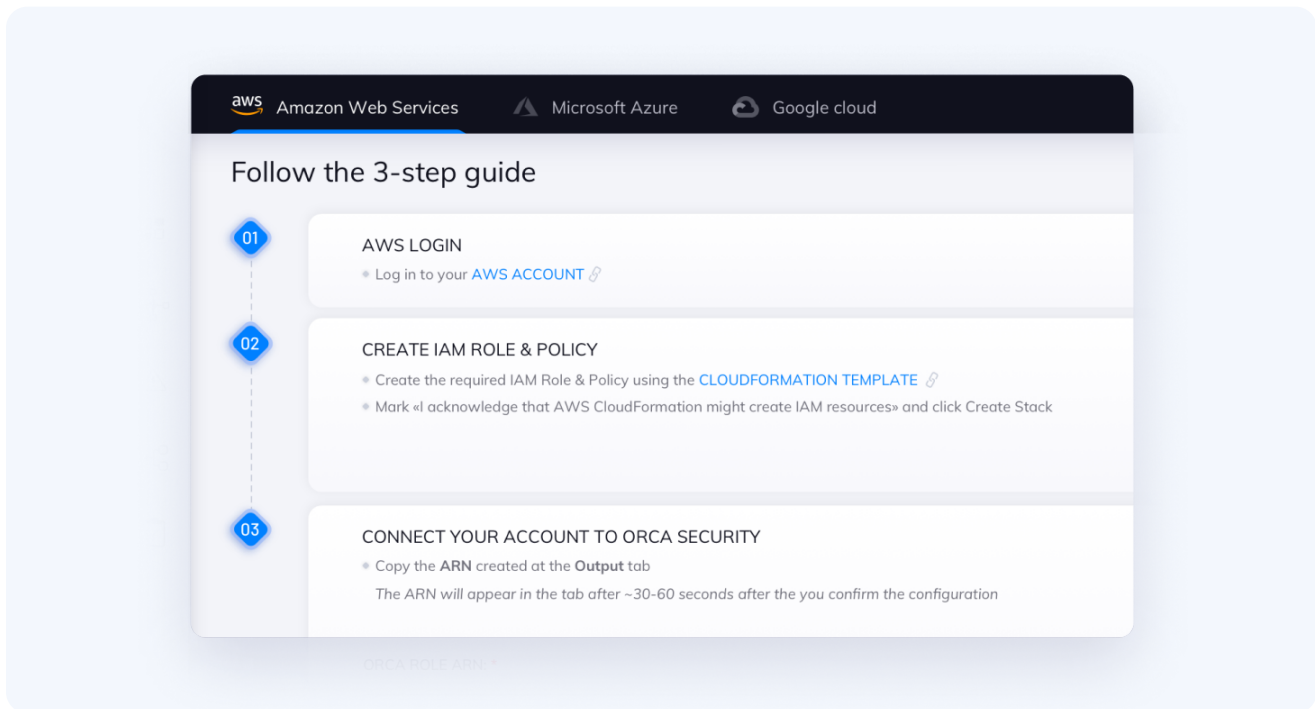 aws Amazon Web Services Microsoft Azure Google cloud
Follow the 3-step guide
01
AWS LOGIN
Log in to your AWS ACCOUNT
02
CREATE IAM ROLE & POLICY
Create the required IAM Role & Policy using the CLOUDFORMATION TEMPLATE
Mark «I acknowledge that AWS CloudFormation might create IAM resources» and click Create Stack
03
CONNECT YOUR ACCOUNT TO ORCA SECURITY
Copy the ARN created at the Output tab
The ARN will appear in the tab after ~30-60 seconds after the you confirm the configuration
ORCA ROLE ARN: *